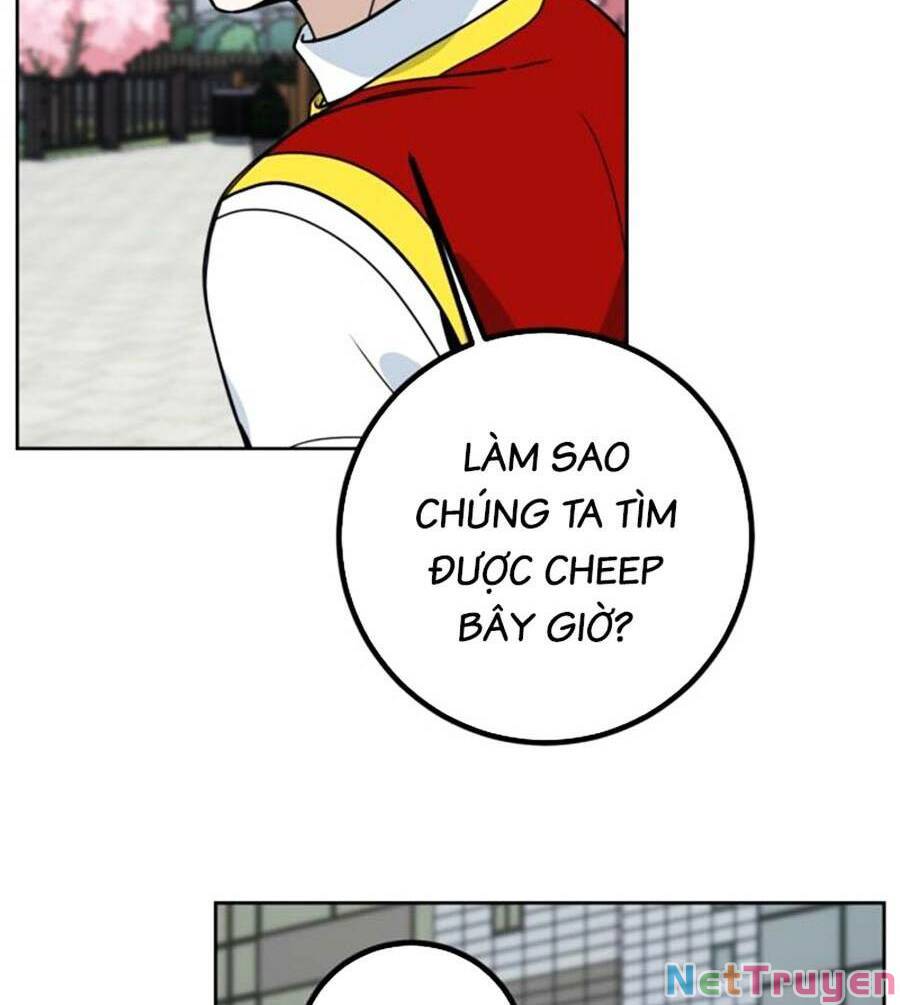 LÀM SAO
CHÚNG TA TÌM
ĐƯỢC CHEEP
BÂY GIỜ?
NetTruyen